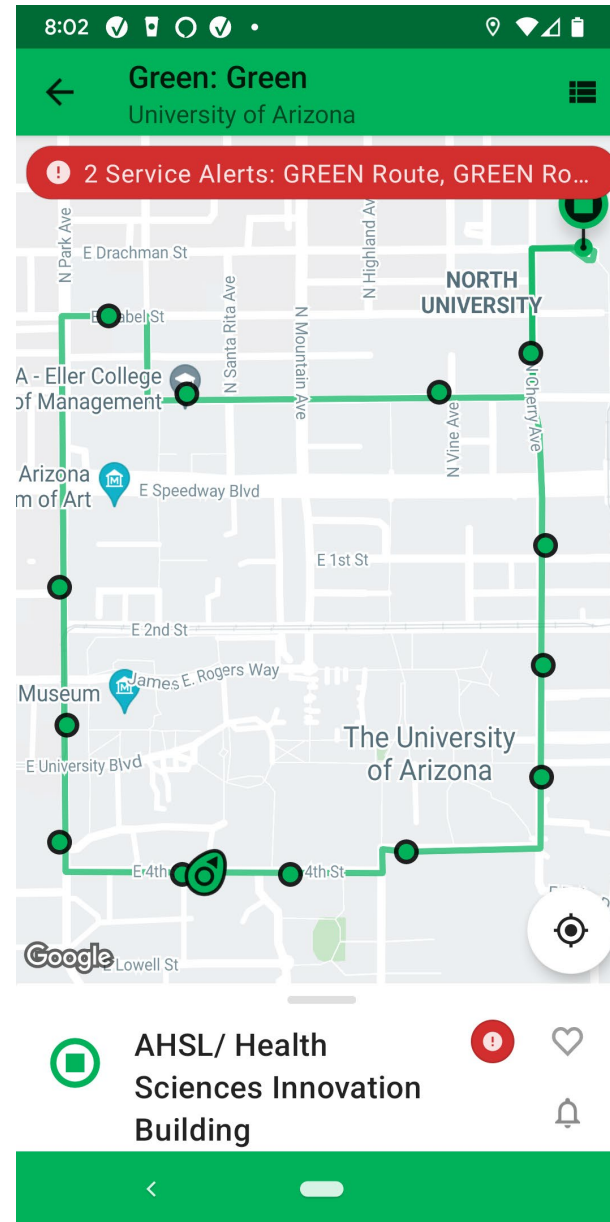 8:02
Green: Green
University of Arizona
2 Service Alerts: GREEN Route, GREEN Ro...
N Park Ave
E Drachman St
N Highland Av
NORTH
UNIVERSITY
abel St
N Santa Rita Ave
N Mountain Ave
A - Eller College
of Management
N Vine Ave
N Cherry Ave
Arizona
m of Art
E Speedway Blvd
E 1st St
E 2nd St
James E. Rogers Way
Museum
The University
of Arizona
E University Blvd
E 4th
4th St
Google
E Lowell St
AHSL/ Health
Sciences Innovation
Building